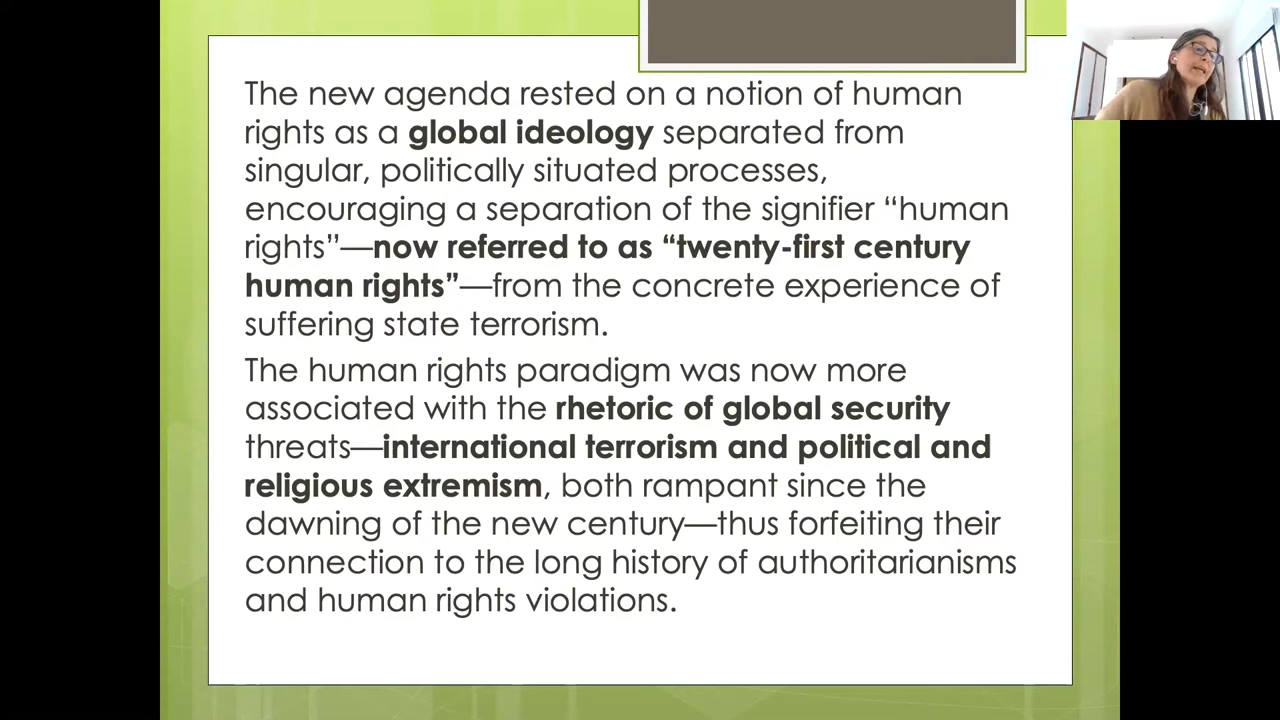 The new agenda rested on a notion of human
rights as a global ideology separated from
singular, politically situated processes,
encouraging a separation of the signifier “human
rights”—now referred to as “twenty-first century
human rights”—from the concrete experience of
suffering state terrorism.
The human rights paradigm was now more
associated with the rhetoric of global security
threats—international terrorism and political and
religious extremism, both rampant since the
dawning of the new century—thus forfeiting their
connection to the long history of authoritarianisms
and human rights violations.